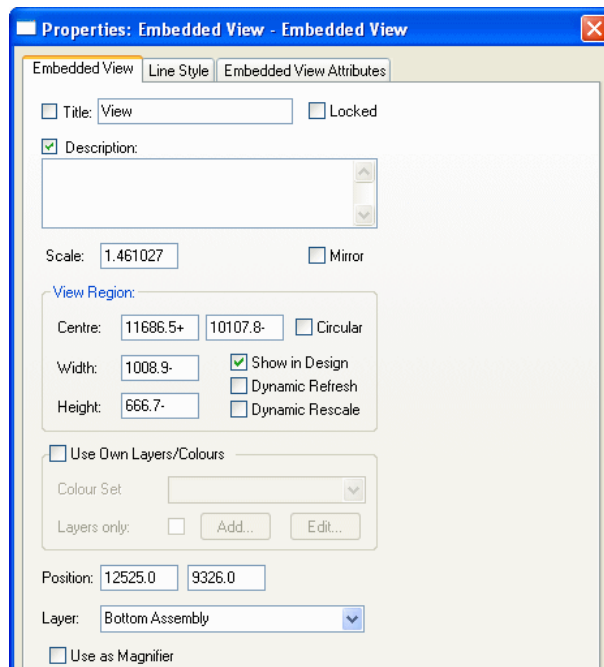 Properties: Embedded View - Embedded View
Embedded View Line Style Embedded View Attributes
Title: View Locked
Description:
Scale: 1.461027 Mirror
View Region:
Centre: 11686.5+ 10107.8- Circular
Width: 1008.9- Show in Design
Dynamic Refresh
Height: 666.7- Dynamic Rescale
Use Own Layers/Colours
Colour Set
Layers only: Add... Edit...
Position: 12525.0 9326.0
Layer: Bottom Assembly
Use as Magnifier